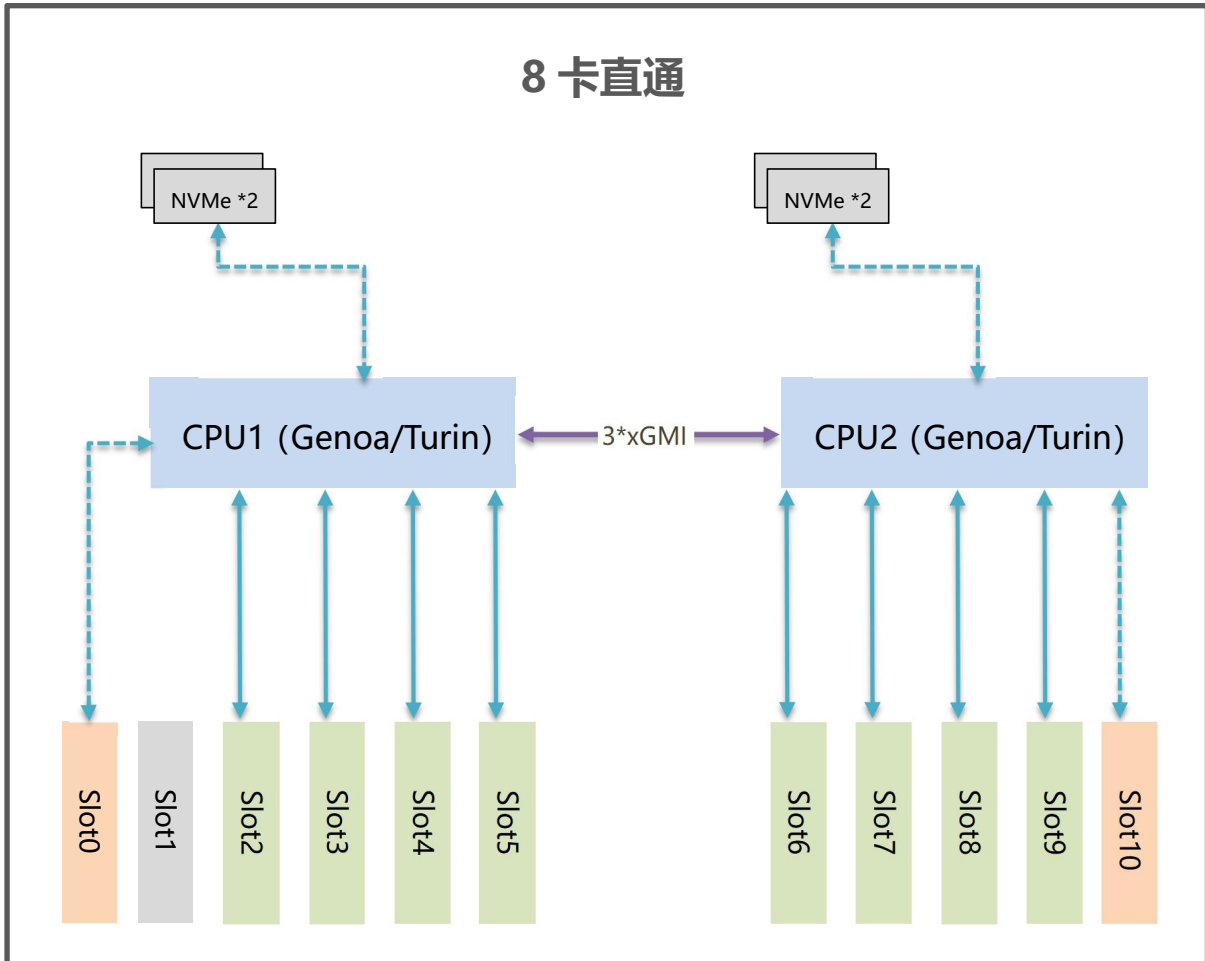 8 卡直通
NVMe *2
NVMe *2
CPU1 (Genoa/Turin)
3*xGMI
CPU2 (Genoa/Turin)
Slot0
Slot1
Slot2
Slot3
Slot4
Slot5
Slot6
Slot7
Slot8
Slot9
Slot10